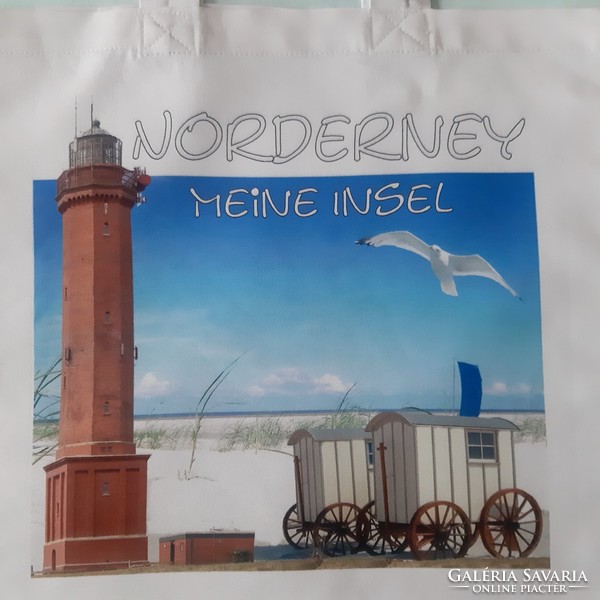 NORDERNEY
MEiNE INSEL
GALÉRIA SAVARIA
ONLINE PIACTÉR